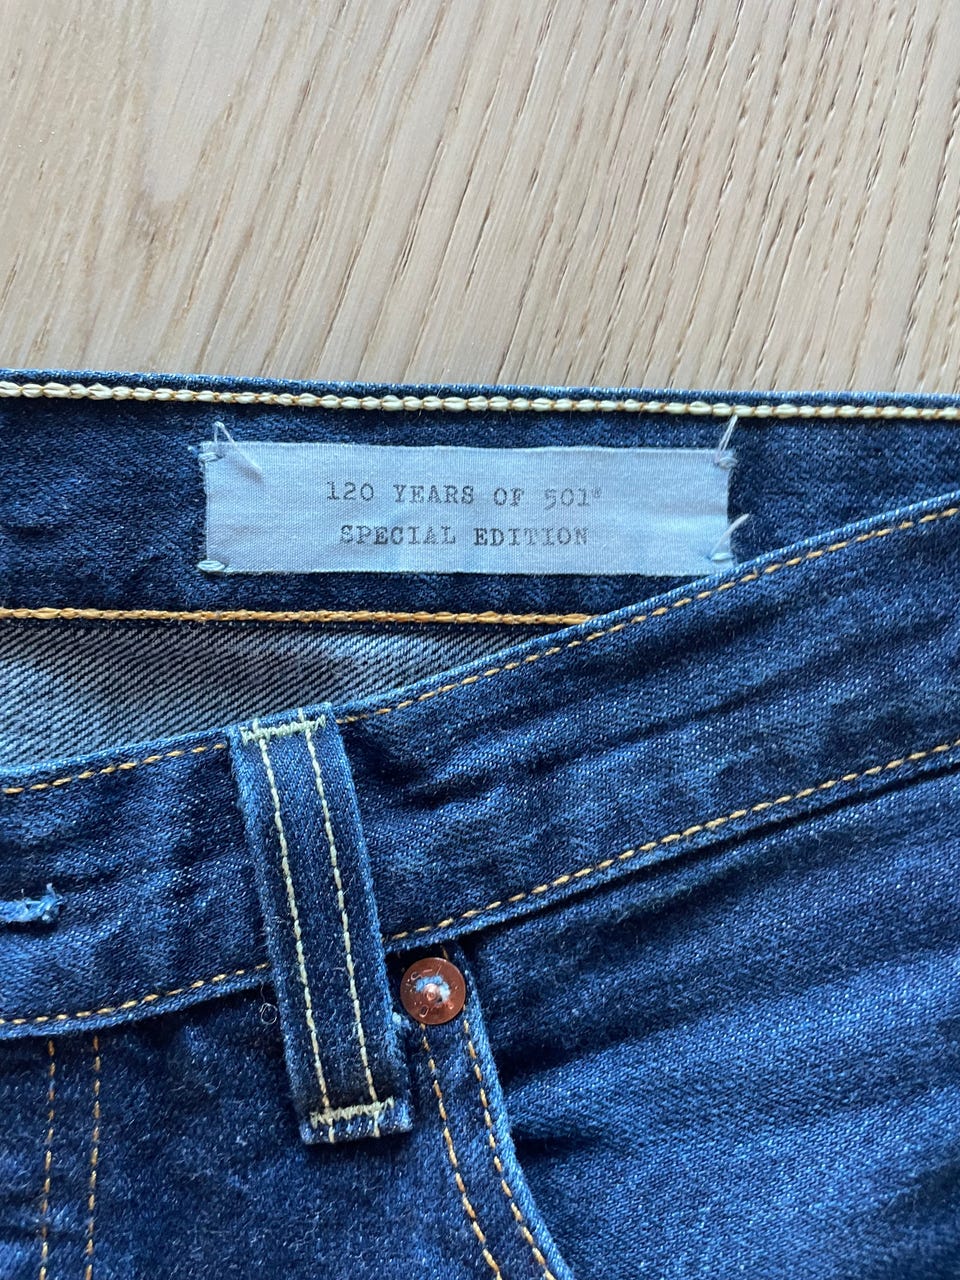 120 YEARS OF 501®
SPECIAL EDITION